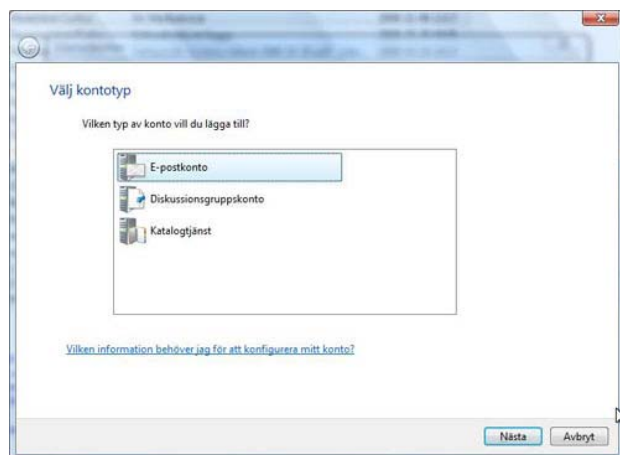 Välj kontotyp
Vilken typ av konto vill du lägga till?
E-postkonto
Diskussionsgruppskonto
Katalogtjänst
Vilken information behöver jag för att konfigurera mitt konto?
Nästa
Avbryt